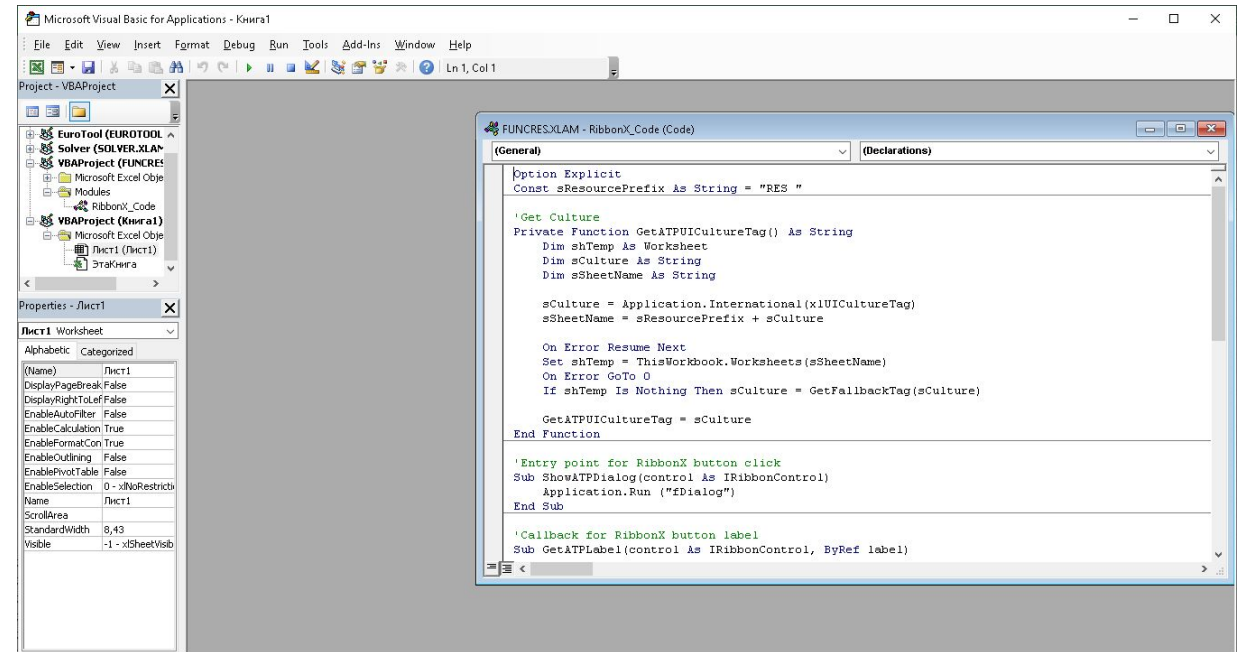 Microsoft Visual Basic for Applications - Книга1
File Edit View Insert Format Debug Run Tools Add-Ins Window Help
Ln 1, Col 1
Project - VBAProject
EuroTool (EUROTOOL
Solver (SOLVER.XLAM
VBAProject (FUNCRES
Microsoft Excel Obje
Modules
RibbonX_Code
VBAProject (Книга1)
Microsoft Excel Obje
Лист1 (Лист1)
ЭтаКнига
Properties - Лист1
Лист1 Worksheet
Alphabetic Categorized
(Name) Лист1
DisplayPageBreak False
DisplayRightToLef False
EnableAutoFilter False
EnableCalculation True
EnableFormatCon True
EnableOutlining False
EnablePivotTable False
EnableSelection 0 - xlNoRestricti
Name Лист1
ScrollArea
StandardWidth 8,43
Visible -1 - xlSheetVisib
FUNCRES.XLAM - RibbonX_Code (Code)
(General) (Declarations)
Option Explicit
Const sResourcePrefix As String = "RES "
'Get Culture
Private Function GetATPUICultureTag() As String
Dim shTemp As Worksheet
Dim sCulture As String
Dim sSheetName As String
sCulture = Application.International(xlUICultureTag)
sSheetName = sResourcePrefix + sCulture
On Error Resume Next
Set shTemp = ThisWorkbook.Worksheets(sSheetName)
On Error GoTo 0
If shTemp Is Nothing Then sCulture = GetFallbackTag(sCulture)
GetATPUICultureTag = sCulture
End Function
'Entry point for RibbonX button click
Sub ShowATPDialog(control As IRibbonControl)
Application.Run ("fDialog")
End Sub
'Callback for RibbonX button label
Sub GetATPLabel(control As IRibbonControl, ByRef label)